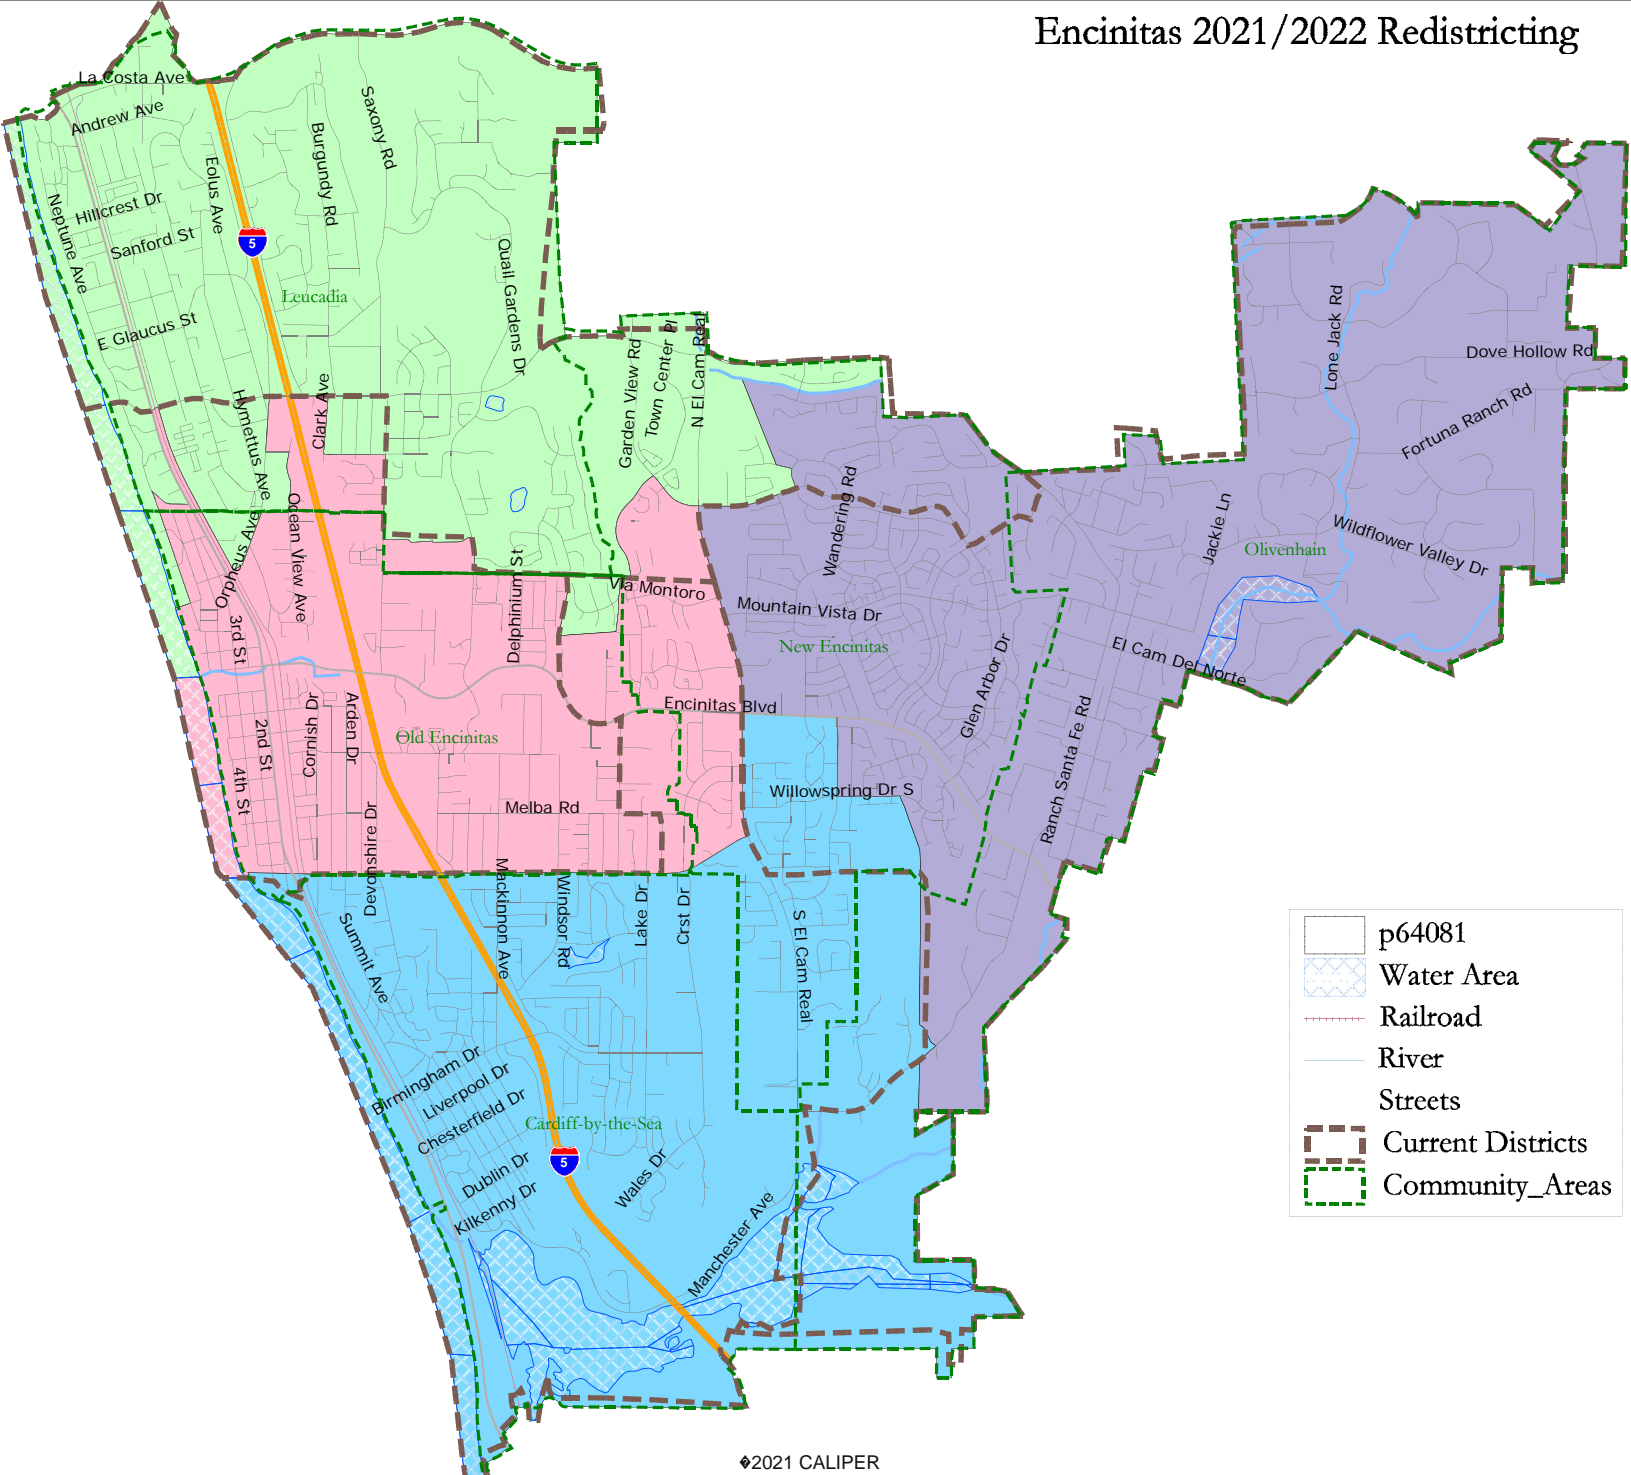 Encinitas 2021/2022 Redistricting
La Costa Ave
Andrew Ave
Saxony Rd
Burgundy Rd
Eolus Ave
Neptune Ave
Hillcrest Dr
Sanford St
5
Quail Gardens Dr
Leucadia
E Glaucus St
Lone Jack Rd
Dove Hollow Rd
Fortuna Ranch Rd
Garden View Rd
Town Center Pl
N El Cam Real
Clark Ave
Hymettus Ave
Ocean View Ave
Orpheus Ave
Wandering Rd
Jackie Ln
Wildflower Valley Dr
Olivenhain
Delphinium St
Via Montoro
Mountain Vista Dr
New Encinitas
Glen Arbor Dr
El Cam Del Norte
3rd St
Encinitas Blvd
Ranch Santa Fe Rd
2nd St
Cornish Dr
Arden Dr
Old Encinitas
4th St
Melba Rd
Willowspring Dr S
Devonshire Dr
Mackinnon Ave
Windsor Rd
Lake Dr
Crst Dr
S El Cam Real
Summit Ave
Birmingham Dr
Liverpool Dr
Chesterfield Dr
Cardiff-by-the-Sea
Dublin Dr
5
Wales Dr
Kilkenny Dr
Manchester Ave
p64081
Water Area
Railroad
River
Streets
Current Districts
Community_Areas
�2021 CALIPER